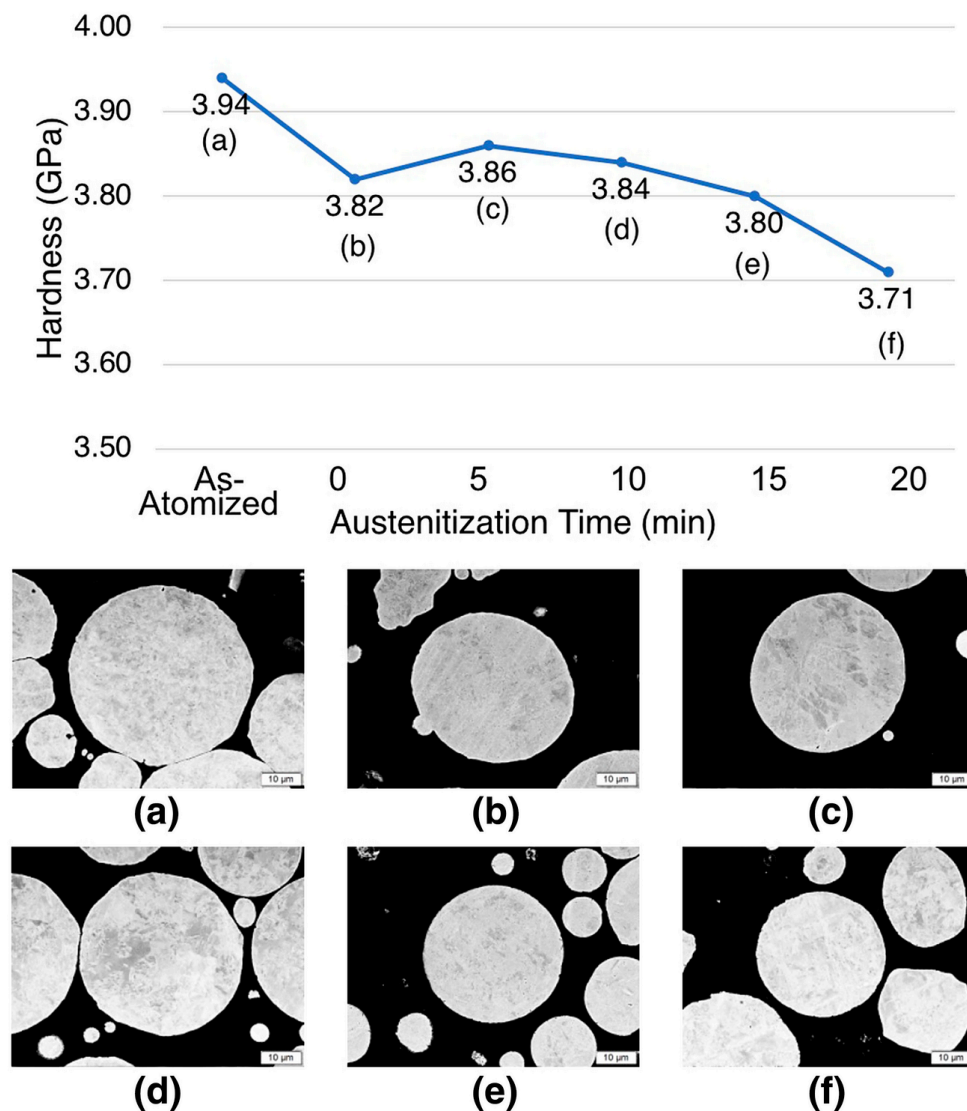 4.00
3.94
3.90
(a)
3.86
3.84
3.82
3.80
3.80
(c)
(d)
(b)
(e)
3.71
3.70
(f)
3.60
3.50
Hardness (GPa)
As-
Atomized
0 5 10 15 20
Austenitization Time (min)
10 µm 10 µm 10 µm
(a) (b) (c)
10 µm 10 µm 10 µm
(d) (e) (f)